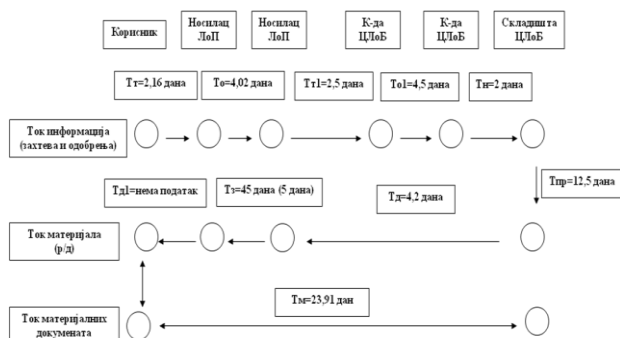 Корисник
Носилац
ЛоП
Носилац
ЛоП
К-да
ЦЛоБ
К-да
ЦЛоБ
Складишта
ЦЛоБ
Тт=2,16 дана
То=4,02 дана
Тт1=2,5 дана
То1=4,5 дана
Тн=2 дана
Ток информација
(захтева и одобрења)
Тд1=нема податак
Тз=45 дана (5 дана)
Тд=4,2 дана
Тпр=12,5 дана
Ток материјала
(р/д)
Тм=23,91 дан
Ток материјалних
докумената